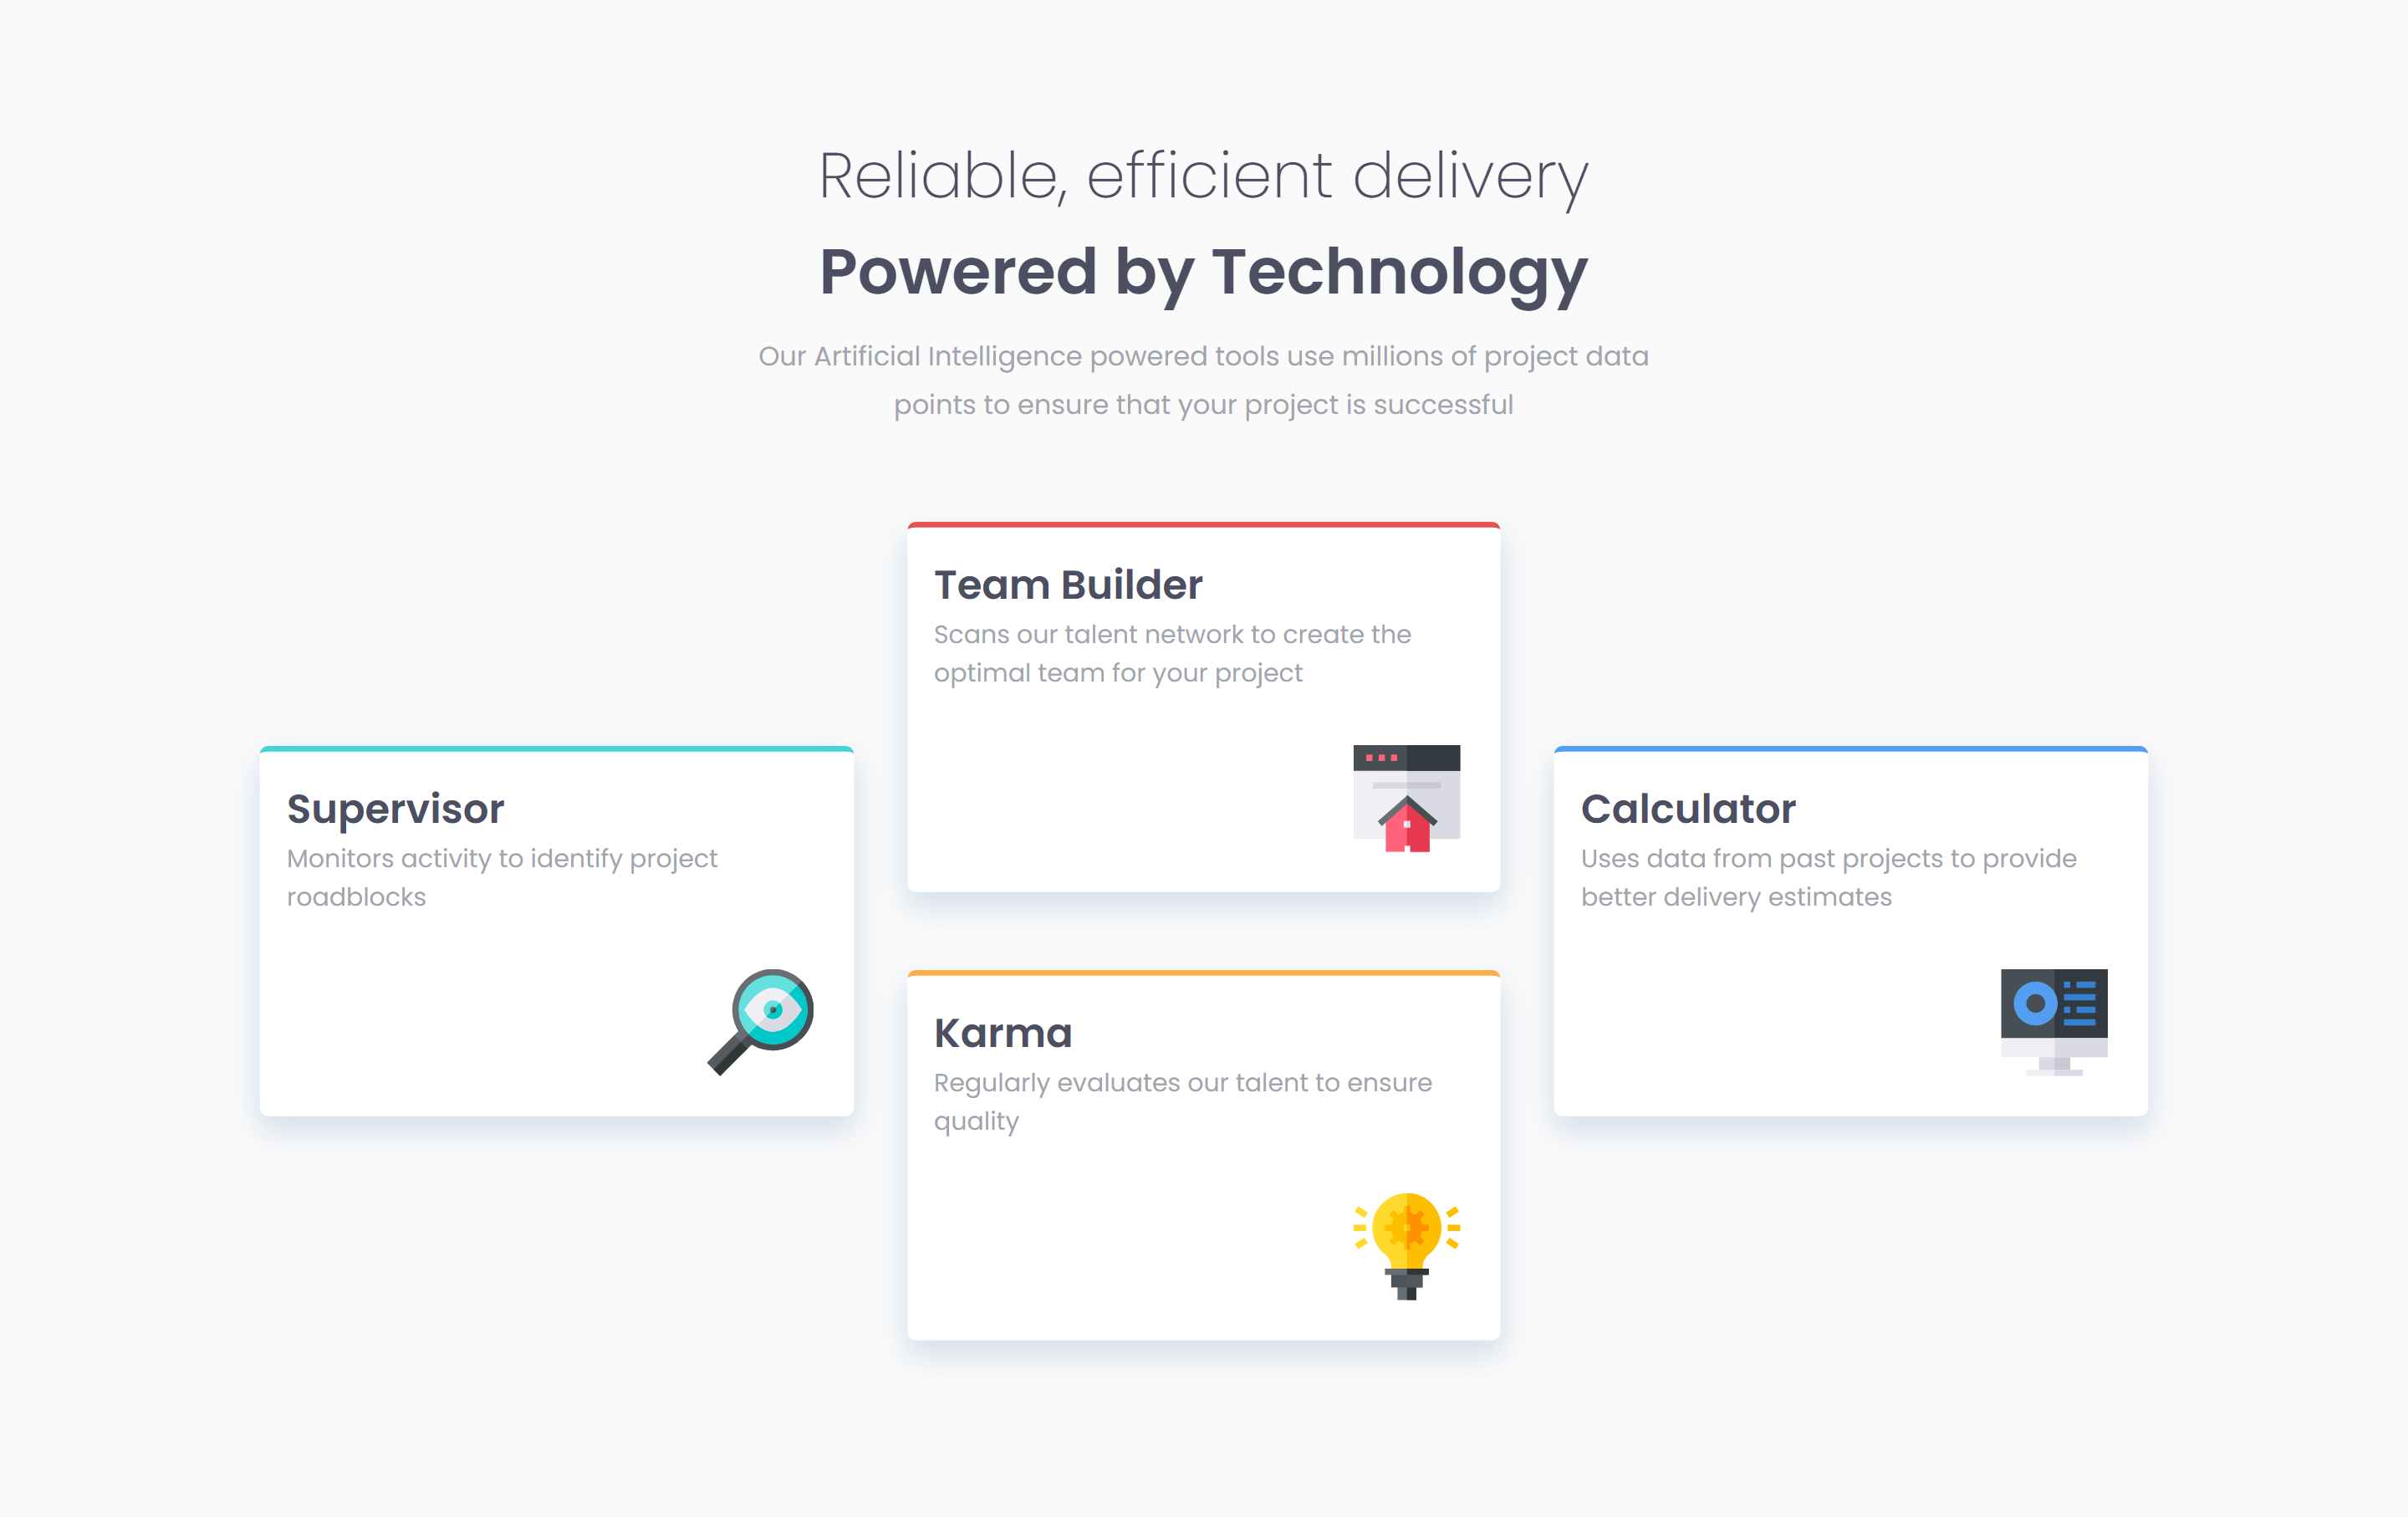 Reliable, efficient delivery
Powered by Technology
Our Artificial Intelligence powered tools use millions of project data
points to ensure that your project is successful
Team Builder
Scans our talent network to create the
optimal team for your project
Supervisor
Monitors activity to identify project
roadblocks
Calculator
Uses data from past projects to provide
better delivery estimates
Karma
Regularly evaluates our talent to ensure
quality